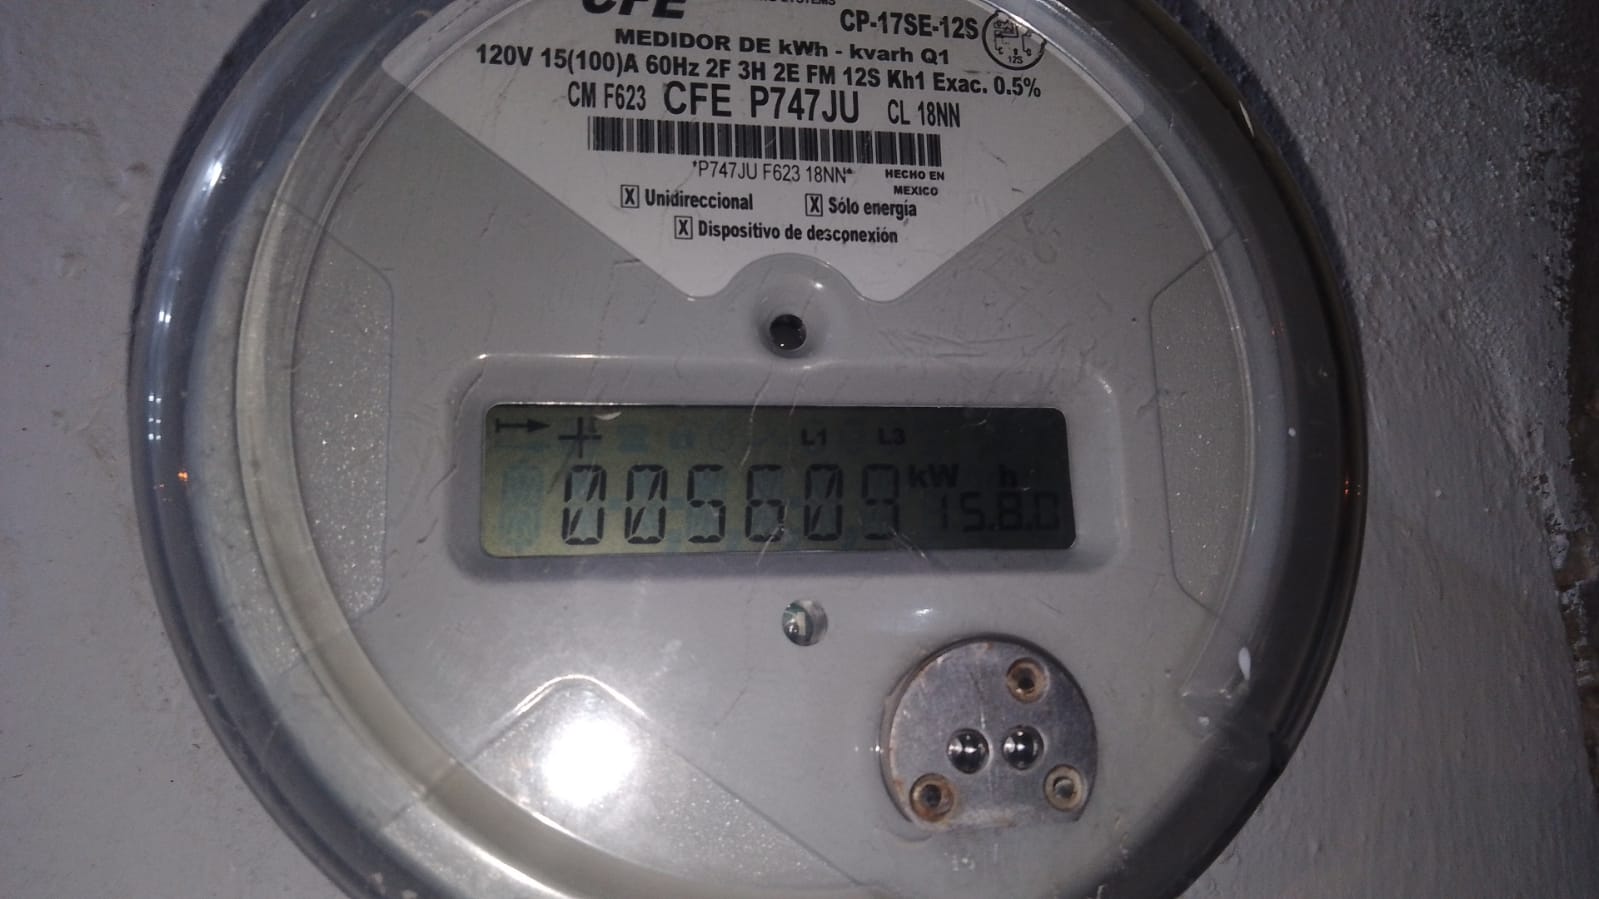 CFE
CP-17SE-12S
MEDIDOR DE kWh - kvarh Q1
120V 15(100)A 60Hz 2F 3H 2E FM 12S Kh1 Exac. 0.5%
CM F623 CFE P747JU CL 18NN
*P747JU F623 18NN*
HECHO EN
MEXICO
X Unidireccional X Sólo energía
X Dispositivo de desconexión
L1 L3
005609 kW h 15.8.0